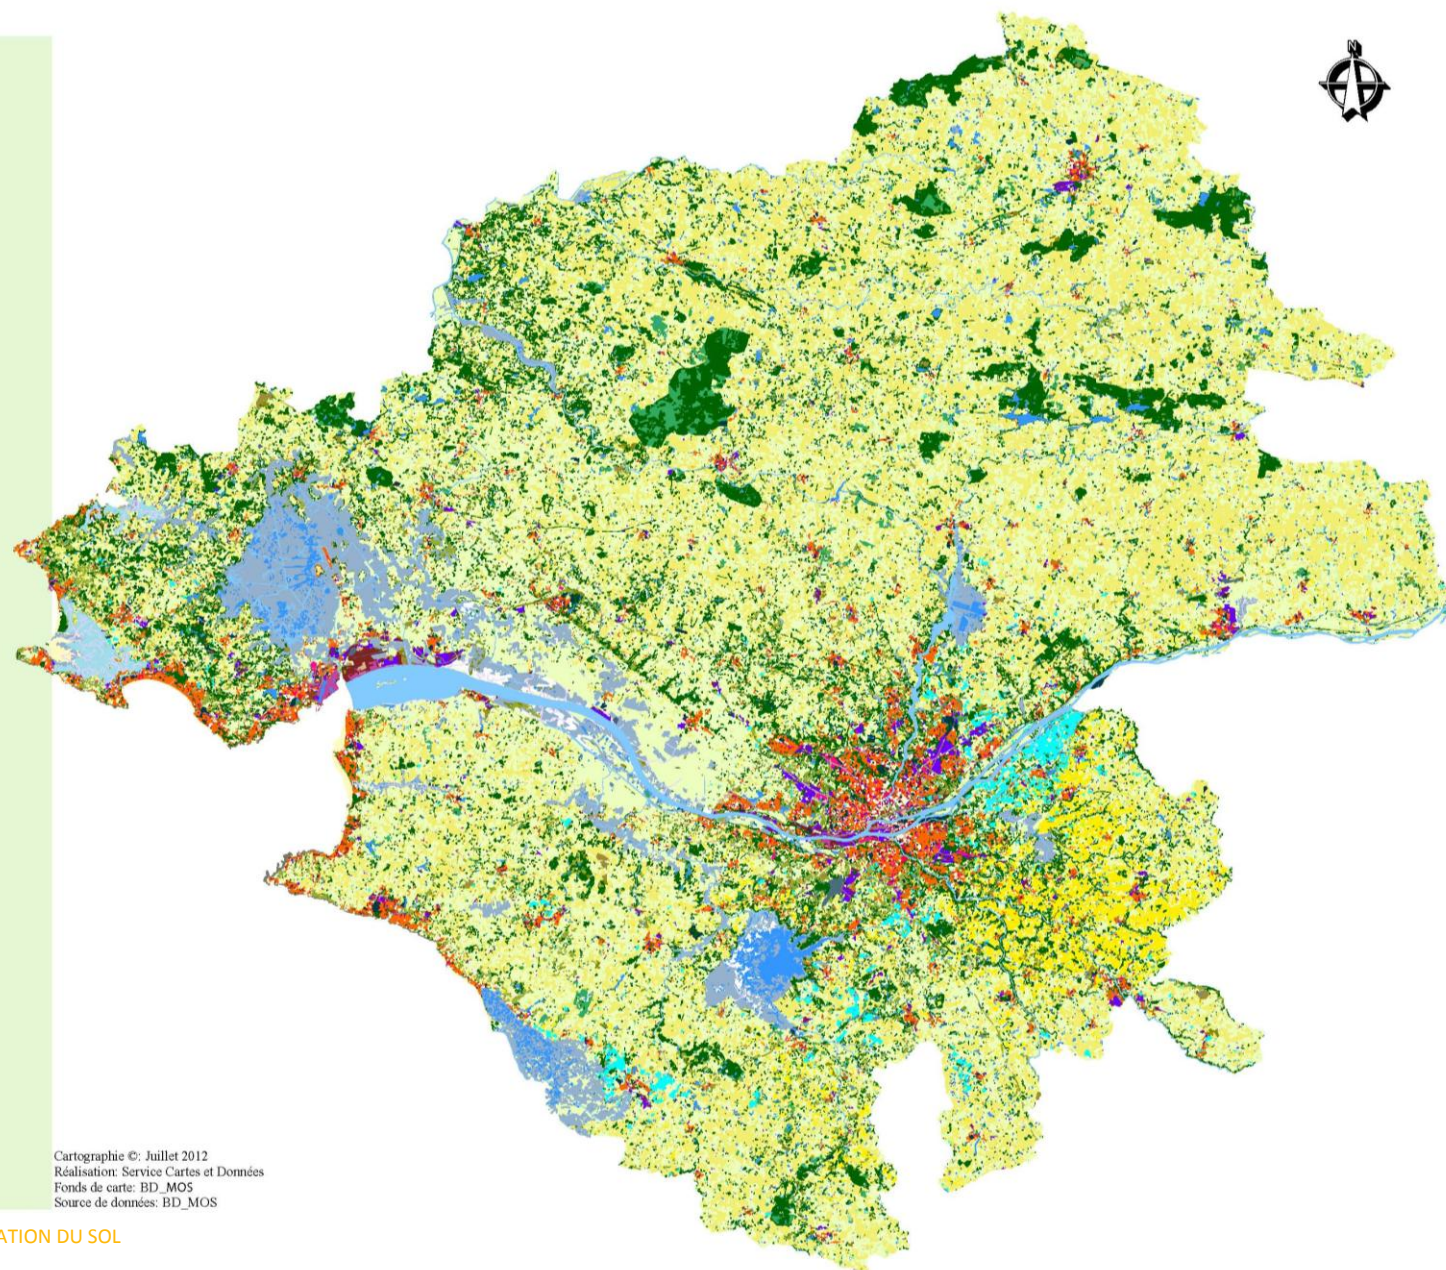 N
Cartographie ©: Juillet 2012
Réalisation: Service Cartes et Données
Fonds de carte: BD_MOS
Source de données: BD_MOS
ATION DU SOL